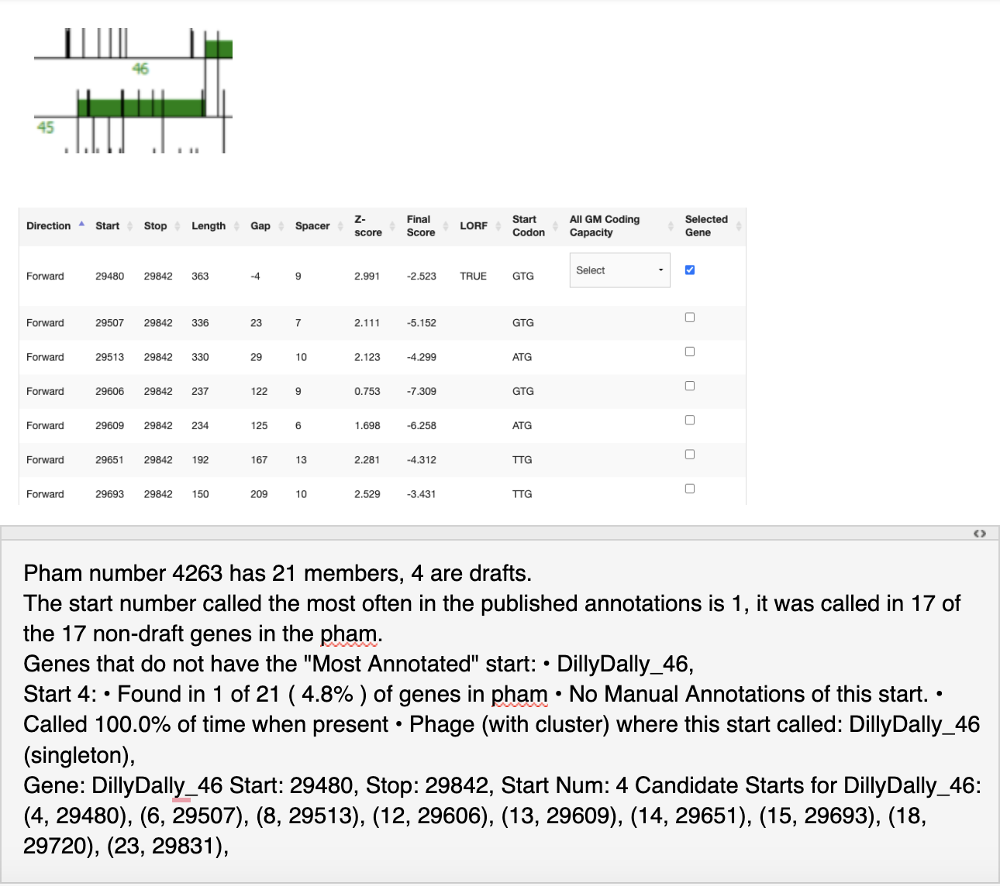 46
45
Direction Start Stop Length Gap Spacer Z-score Final Score LORF Start Codon All GM Coding Capacity Selected Gene
Forward 29480 29842 363 -4 9 2.991 -2.523 TRUE GTG Select
Forward 29507 29842 336 23 7 2.111 -5.152 GTG
Forward 29513 29842 330 29 10 2.123 -4.299 ATG
Forward 29606 29842 237 122 9 0.753 -7.309 GTG
Forward 29609 29842 234 125 6 1.698 -6.258 ATG
Forward 29651 29842 192 167 13 2.281 -4.312 TTG
Forward 29693 29842 150 209 10 2.529 -3.431 TTG
Pham number 4263 has 21 members, 4 are drafts.
The start number called the most often in the published annotations is 1, it was called in 17 of
the 17 non-draft genes in the pham.
Genes that do not have the "Most Annotated" start: • DillyDally_46,
Start 4: • Found in 1 of 21 ( 4.8% ) of genes in pham • No Manual Annotations of this start. •
Called 100.0% of time when present • Phage (with cluster) where this start called: DillyDally_46
(singleton),
Gene: DillyDally_46 Start: 29480, Stop: 29842, Start Num: 4 Candidate Starts for DillyDally_46:
(4, 29480), (6, 29507), (8, 29513), (12, 29606), (13, 29609), (14, 29651), (15, 29693), (18,
29720), (23, 29831),